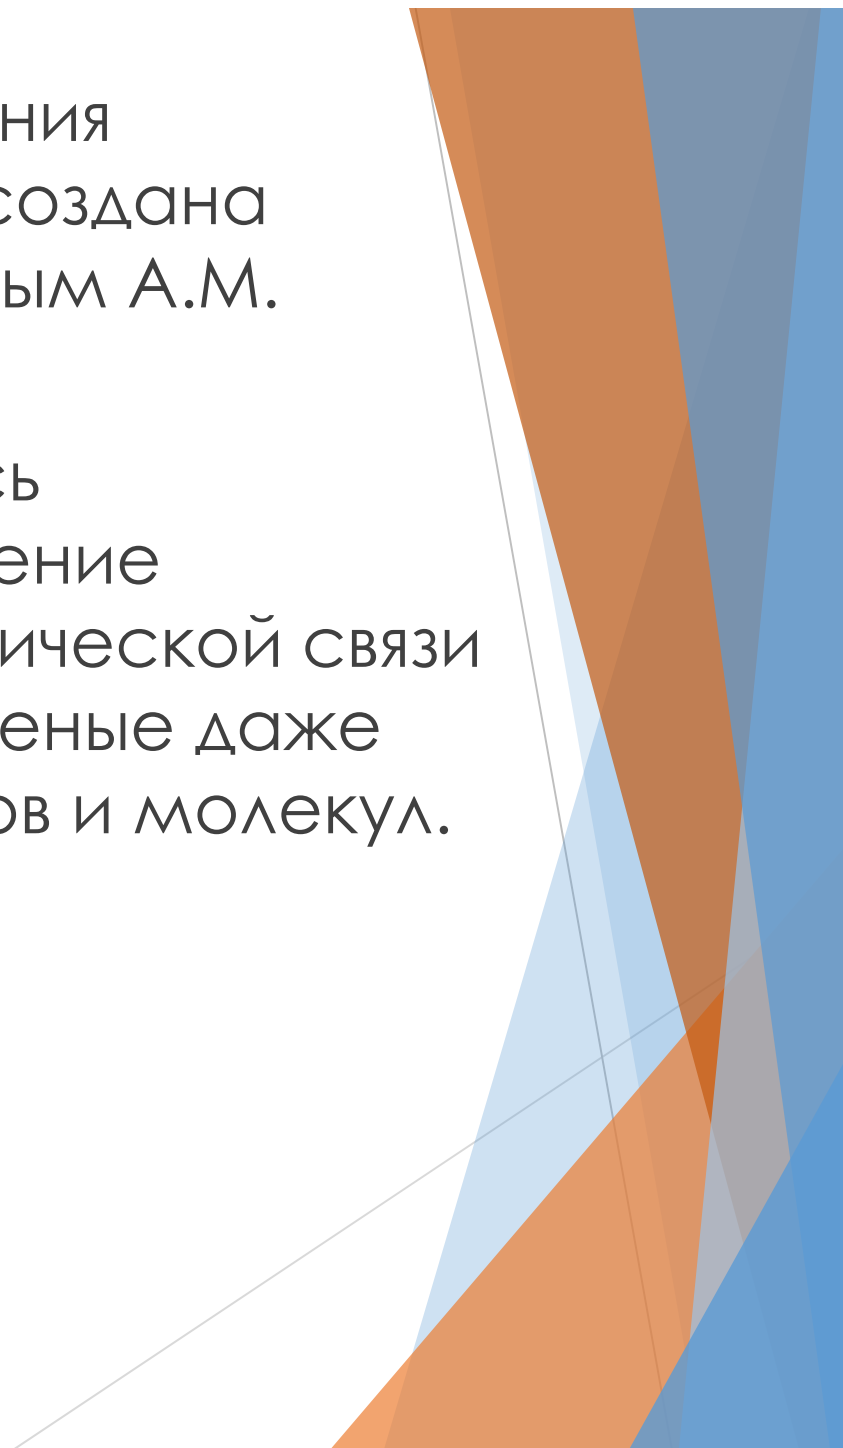 ния
создана
ым А.М.
сь
ение
ической связи
еные даже
ов и молекул.